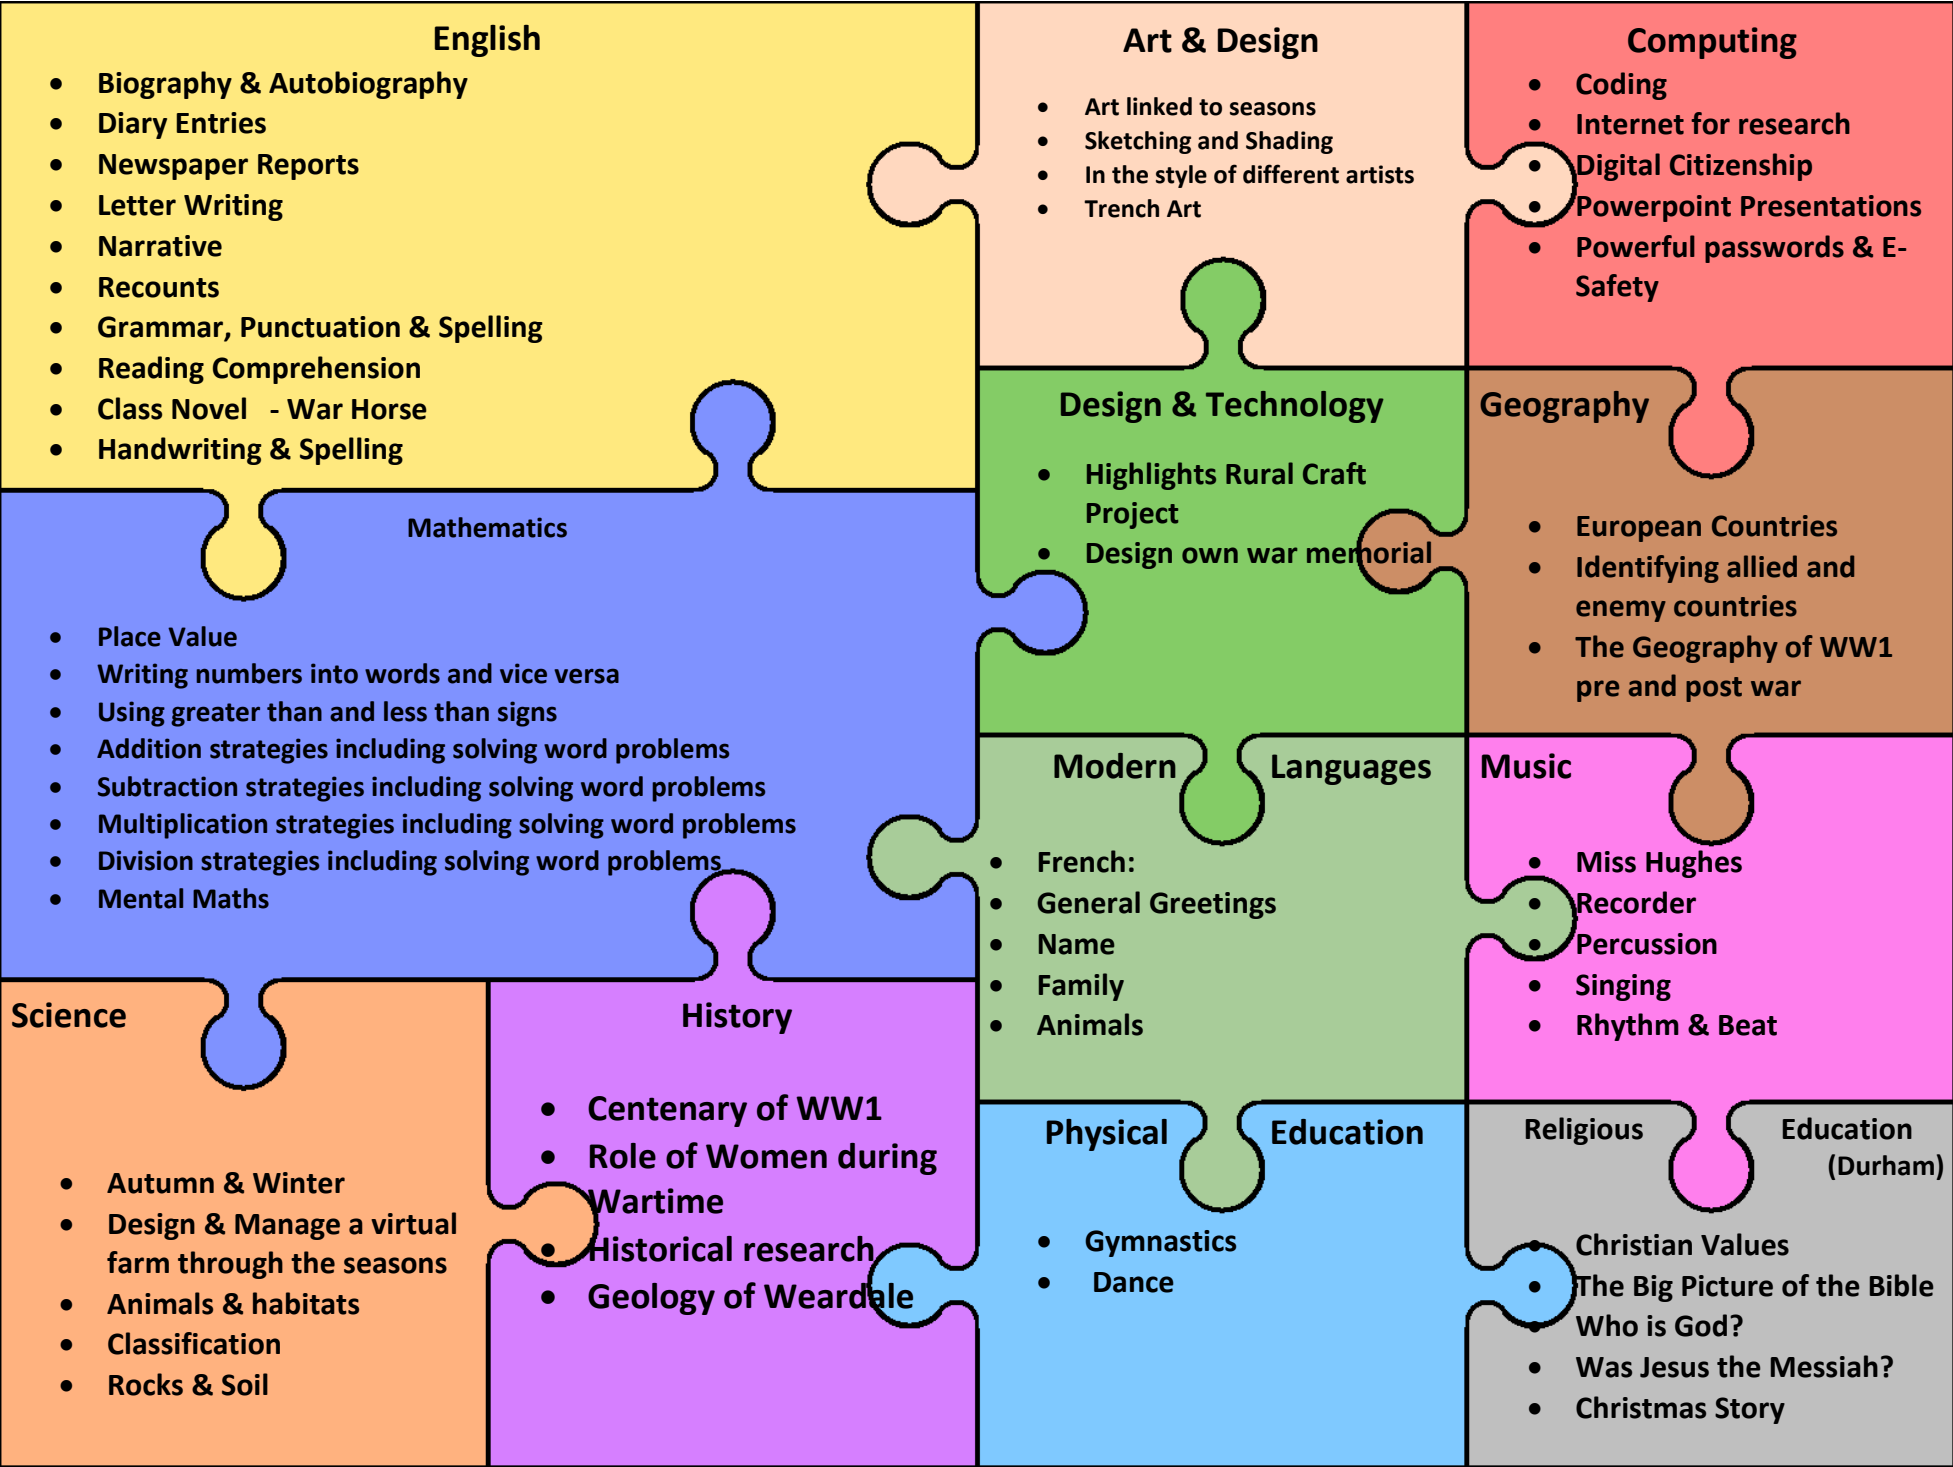 English
• Biography & Autobiography
• Diary Entries
• Newspaper Reports
• Letter Writing
• Narrative
• Recounts
• Grammar, Punctuation & Spelling
• Reading Comprehension
• Class Novel - War Horse
• Handwriting & Spelling
Art & Design
• Art linked to seasons
• Sketching and Shading
• In the style of different artists
• Trench Art
Computing
• Coding
• Internet for research
• Digital Citizenship
• Powerpoint Presentations
• Powerful passwords & E-
Safety
Mathematics
• Place Value
• Writing numbers into words and vice versa
• Using greater than and less than signs
• Addition strategies including solving word problems
• Subtraction strategies including solving word problems
• Multiplication strategies including solving word problems
• Division strategies including solving word problems
• Mental Maths
Design & Technology
• Highlights Rural Craft
Project
• Design own war memorial
Geography
• European Countries
• Identifying allied and
enemy countries
• The Geography of WW1
pre and post war
Modern Languages
• French:
• General Greetings
• Name
• Family
• Animals
Music
• Miss Hughes
• Recorder
• Percussion
• Singing
• Rhythm & Beat
Science
• Autumn & Winter
• Design & Manage a virtual
farm through the seasons
• Animals & habitats
• Classification
• Rocks & Soil
History
• Centenary of WW1
• Role of Women during
Wartime
• Historical research
• Geology of Weardale
Physical Education
• Gymnastics
• Dance
Religious Education
(Durham)
• Christian Values
• The Big Picture of the Bible
• Who is God?
• Was Jesus the Messiah?
• Christmas Story